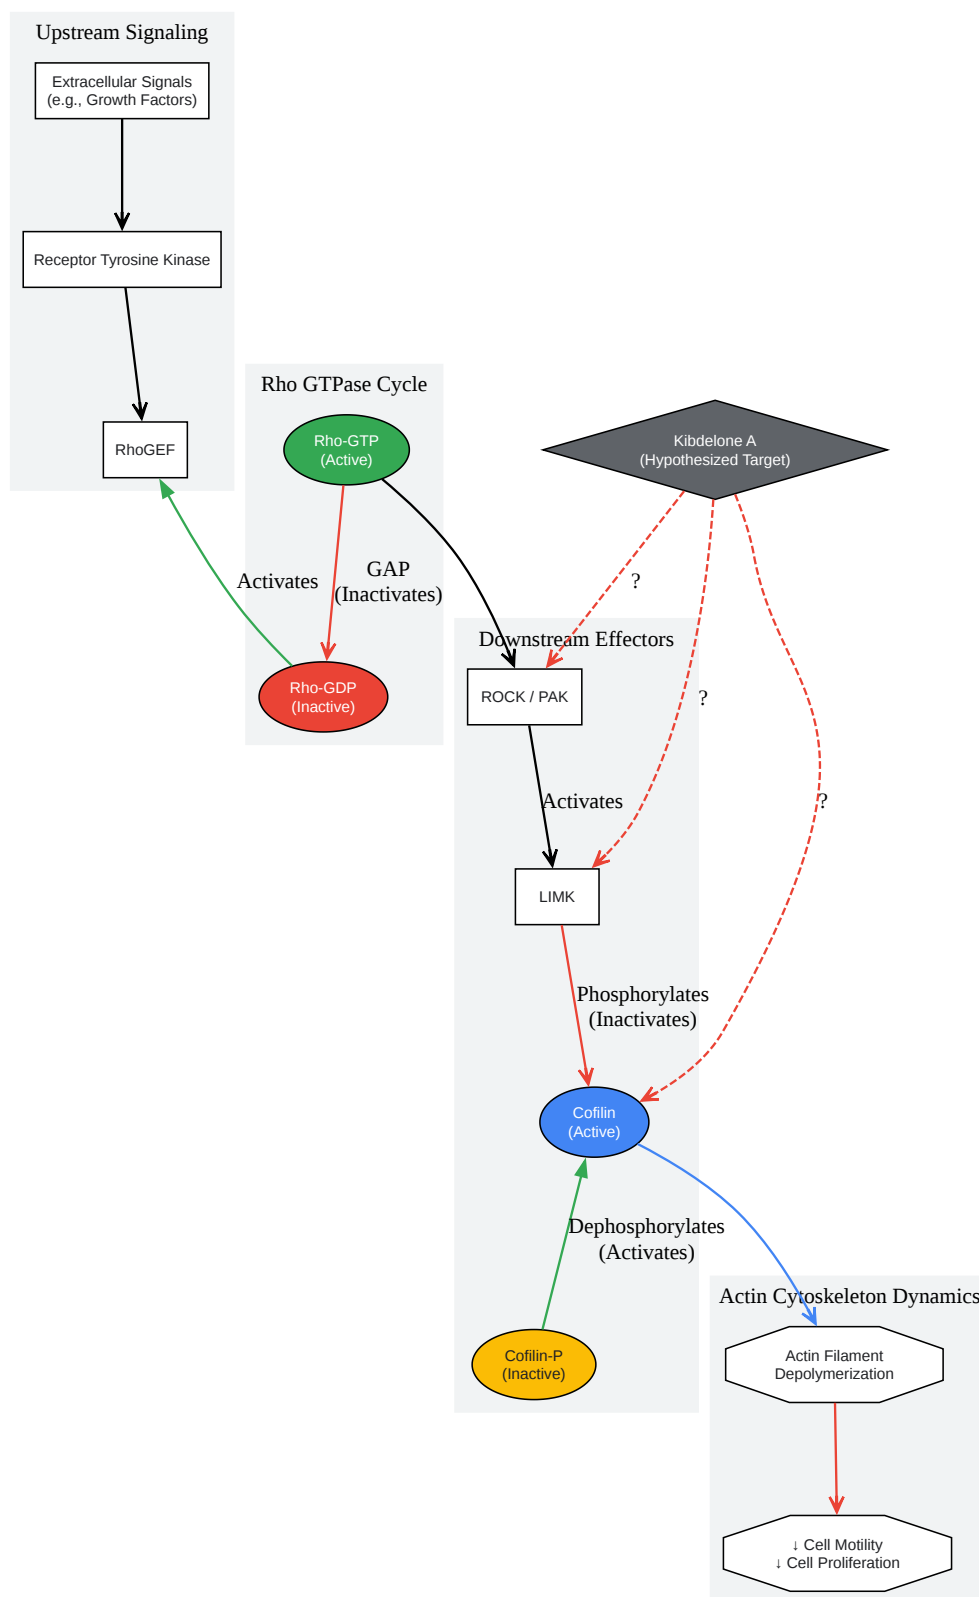 Upstream Signaling
Extracellular Signals
(e.g., Growth Factors)
Receptor Tyrosine Kinase
RhoGEF
Rho GTPase Cycle
Rho-GTP
(Active)
Activates
GAP
(Inactivates)
Rho-GDP
(Inactive)
Kibdelone A
(Hypothesized Target)
?
?
?
Downstream Effectors
ROCK / PAK
Activates
LIMK
Phosphorylates
(Inactivates)
Cofilin
(Active)
Dephosphorylates
(Activates)
Cofilin-P
(Inactive)
Actin Cytoskeleton Dynamics
Actin Filament
Depolymerization
↓ Cell Motility
↓ Cell Proliferation